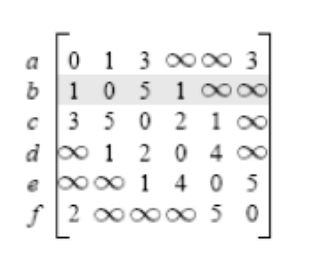 a 0 1 3 ∞ ∞ 3
b 1 0 5 1 ∞ ∞
c 3 5 0 2 1 ∞
d ∞ 1 2 0 4 ∞
e ∞ ∞ 1 4 0 5
f 2 ∞ ∞ ∞ 5 0